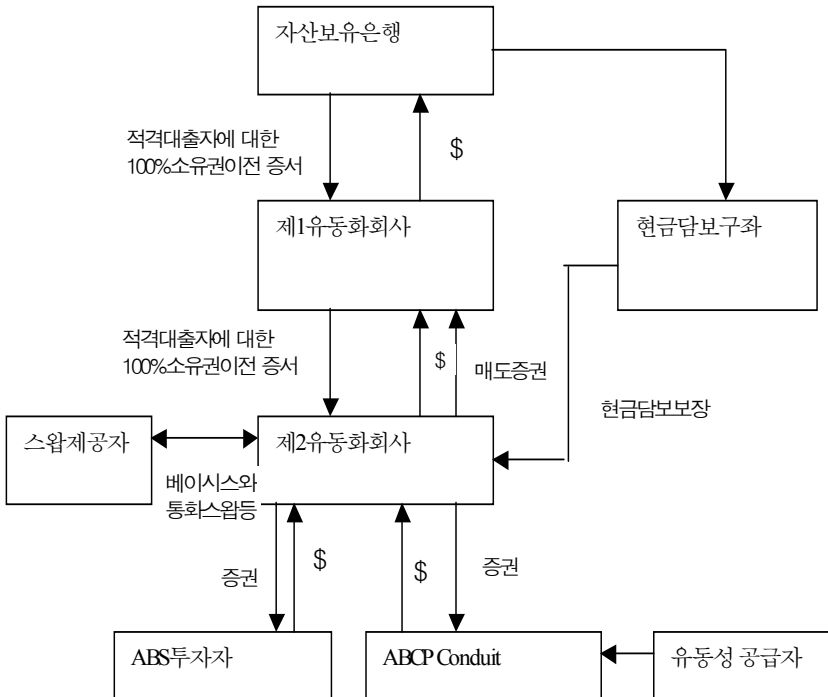 자산보유은행
적격대출자에 대한
100%소유권이전 증서
$
제1유동화회사
현금담보구좌
적격대출자에 대한
100%소유권이전 증서
$
매도증권
현금담보보장
스왑제공자
제2유동화회사
베이시스와
통화스왑등
증권
$
$
증권
ABS투자자
ABCP Conduit
유동성 공급자